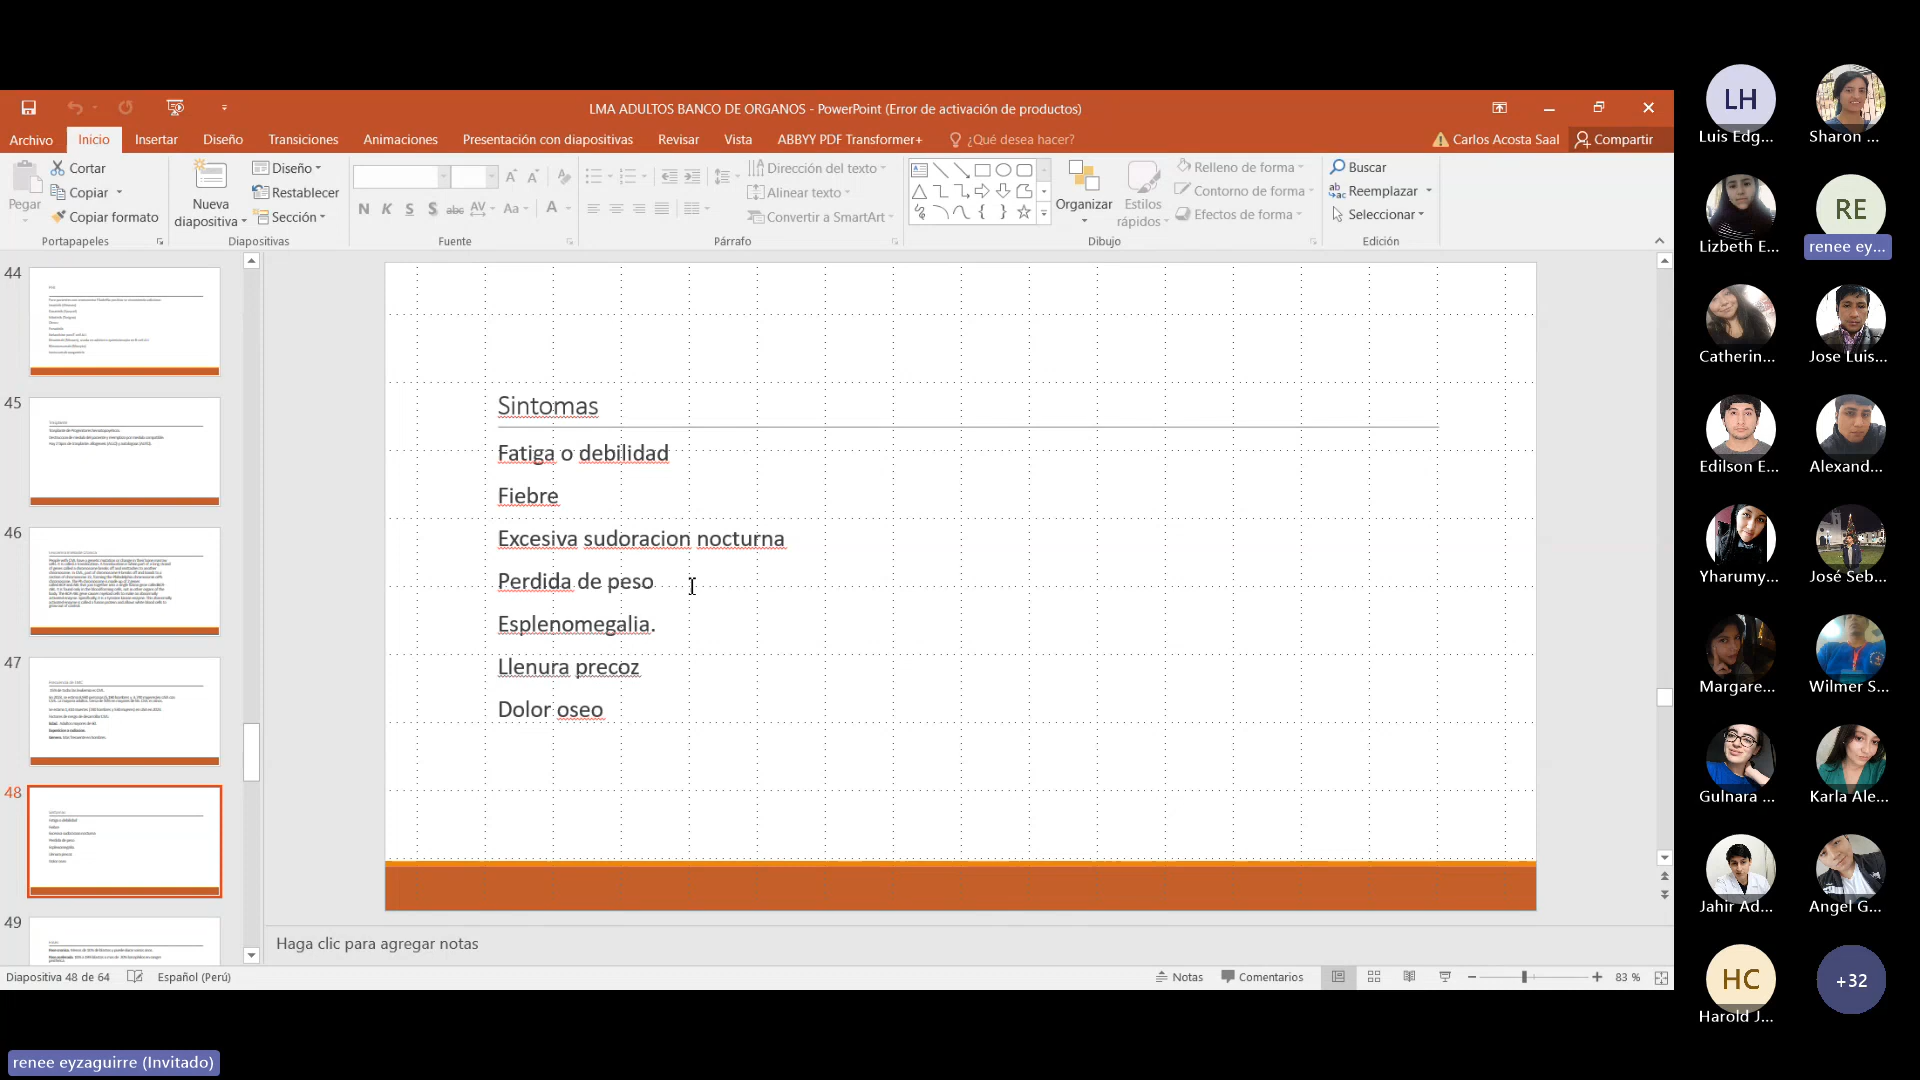 LMA ADULTOS BANCO DE ORGANOS - PowerPoint (Error de activación de productos)
Archivo Inicio Insertar Diseño Transiciones Animaciones Presentación con diapositivas Revisar Vista ABBYY PDF Transformer+ ¿Qué desea hacer? Carlos Acosta Saal Compartir
Pegar
Cortar
Copiar
Copiar formato
Portapapeles
Nueva
diapositiva
Diseño
Restablecer
Sección
Diapositivas
N K S S abc AV Aa A
Fuente
Dirección del texto
Alinear texto
Convertir a SmartArt
Párrafo
Organizar
Estilos
rápidos
Relleno de forma
Contorno de forma
Efectos de forma
Dibujo
Buscar
Reemplazar
Seleccionar
Edición
44
45
46
47
48
49
Sintomas
Fatiga o debilidad
Fiebre
Excesiva sudoracion nocturna
Perdida de peso
Esplenomegalia.
Llenura precoz
Dolor oseo
Haga clic para agregar notas
Diapositiva 48 de 64 Español (Perú) Notas Comentarios 83 %
LH
Luis Edg...
Sharon ...
Lizbeth E...
RE
renee ey...
Catherin...
Jose Luis...
Edilson E...
Alexand...
Yharumy...
José Seb...
Margare...
Wilmer S...
Gulnara ...
Karla Ale...
Jahir Ad...
Angel G...
HC
Harold J...
+32
renee eyzaguirre (Invitado)